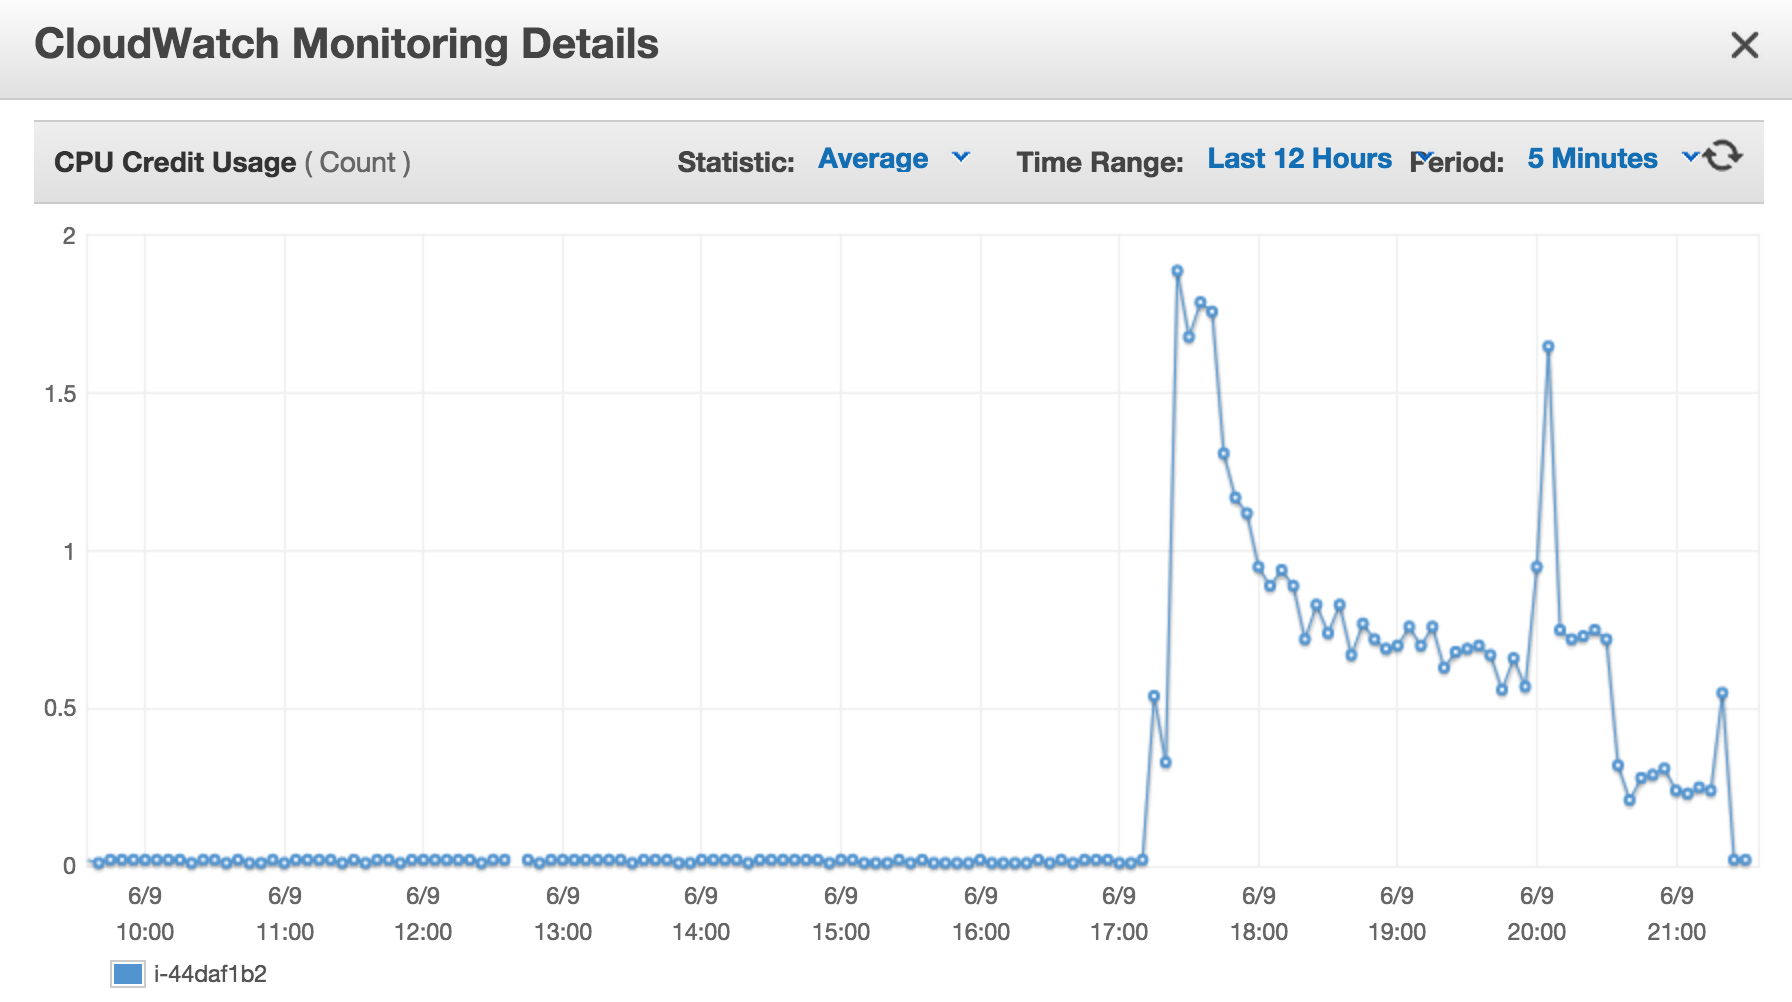 CloudWatch Monitoring Details
CPU Credit Usage ( Count ) Statistic: Average Time Range: Last 12 Hours Period: 5 Minutes
2
1.5
1
0.5
0
6/9 6/9 6/9 6/9 6/9 6/9 6/9 6/9 6/9 6/9 6/9 6/9
10:00 11:00 12:00 13:00 14:00 15:00 16:00 17:00 18:00 19:00 20:00 21:00
i-44daf1b2